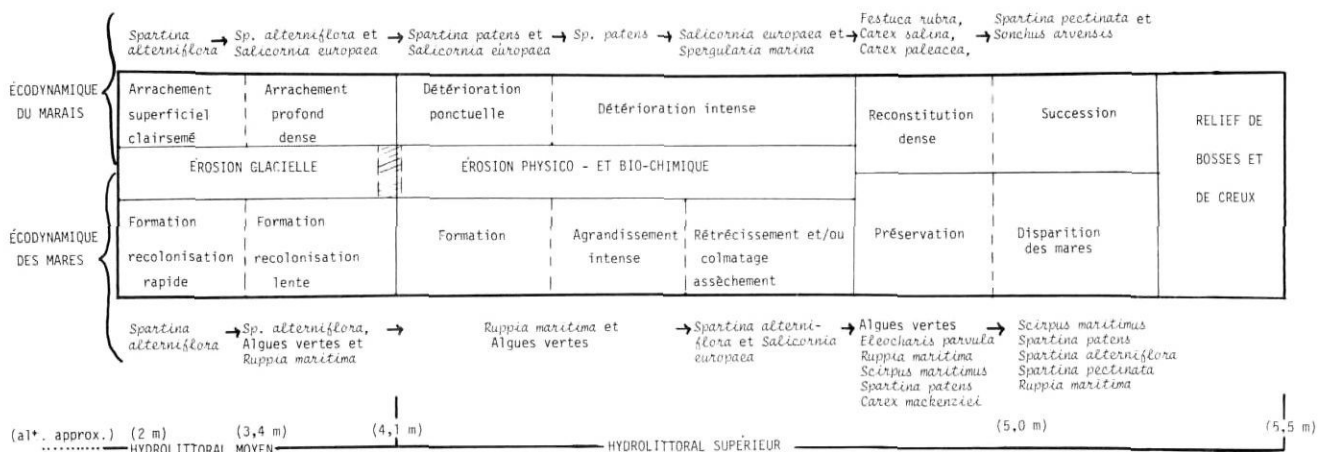 Spartina alterniflora → Sp. alterniflora et Salicornia europaea → Spartina patens et Salicornia europaea → Sp. patens → Salicornia europaea et Spergularia marina → Festuca rubra, Carex salina, Carex paleacea, → Spartina pectinata et Sonchus arvensis
ÉCODYNAMIQUE
DU MARAIS
Arrachement
superficiel
clairsemé
Arrachement
profond
dense
Détérioration
ponctuelle
Détérioration intense
Reconstitution
dense
Succession
RELIEF DE
BOSSES ET
DE CREUX
ÉROSION GLACIELLE
ÉROSION PHYSICO - ET BIO-CHIMIQUE
ÉCODYNAMIQUE
DES MARES
Formation
recolonisation
rapide
Formation
recolonisation
lente
Formation
Agrandissement
intense
Rétrécissement et/ou
colmatage
assèchement
Préservation
Disparition
des mares
Spartina
alterniflora
→ Sp. alterniflora,
Algues vertes et
Ruppia maritima
→ Ruppia maritima et
Algues vertes
→ Spartina alterni-
flora et Salicornia
europaea
→ Algues vertes
Eleocharis parvula
Ruppia maritima
Scirpus maritimus
Spartina patens
Carex mackenziei
→ Scirpus maritimus
Spartina patens
Spartina alterniflora
Spartina pectinata
Ruppia maritima
(alt. approx.) (2 m) (3,4 m) (4,1 m) (5,0 m) (5,5 m)
HYDROLITTORAL MOYEN HYDROLITTORAL SUPÉRIEUR